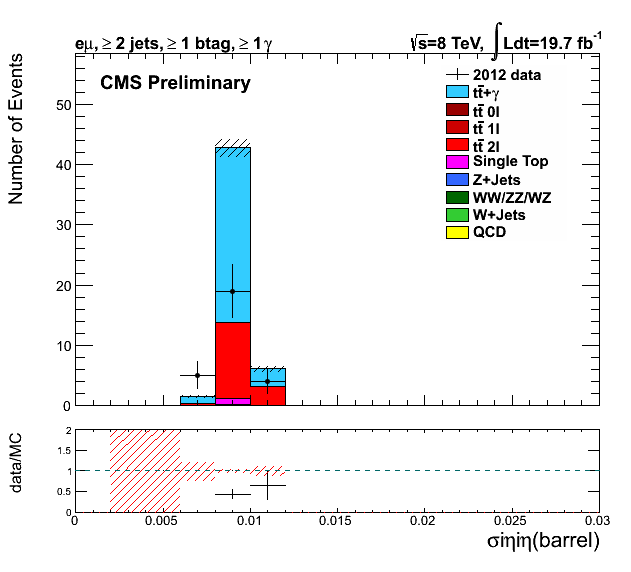 eμ, ≥ 2 jets, ≥ 1 btag, ≥ 1 γ
√s=8 TeV, ∫Ldt=19.7 fb⁻¹
CMS Preliminary
2012 data
tt̄+γ
tt̄ 0l
tt̄ 1l
tt̄ 2l
Single Top
Z+Jets
WW/ZZ/WZ
W+Jets
QCD
Number of Events
50
40
30
20
10
0
data/MC
2
1.5
1
0.5
0
0 0.005 0.01 0.015 0.02 0.025 0.03
σiηiη(barrel)